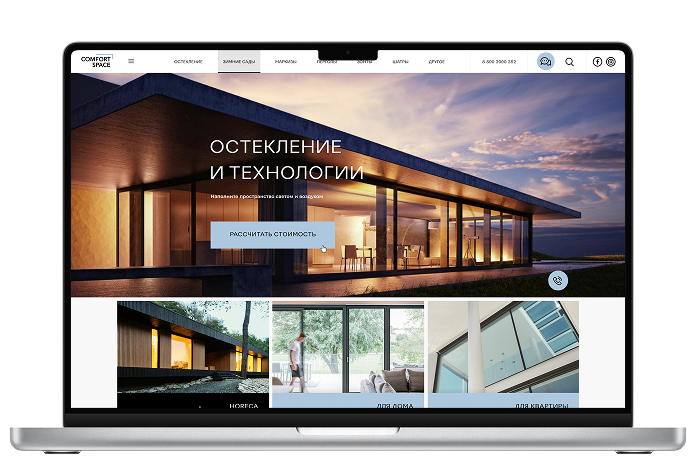 COMFORT
SPACE
ОСТЕКЛЕНИЕ ЗИМНИЕ САДЫ МАРКИЗЫ ПЕРГОЛЫ ЗОНТЫ ШАТРЫ ДРУГОЕ 8 800 2000 252
ОСТЕКЛЕНИЕ
И ТЕХНОЛОГИИ
Наполните пространство светом и воздухом
РАССЧИТАТЬ СТОИМОСТЬ
HORECA ДЛЯ ДОМА ДЛЯ КВАРТИРЫ